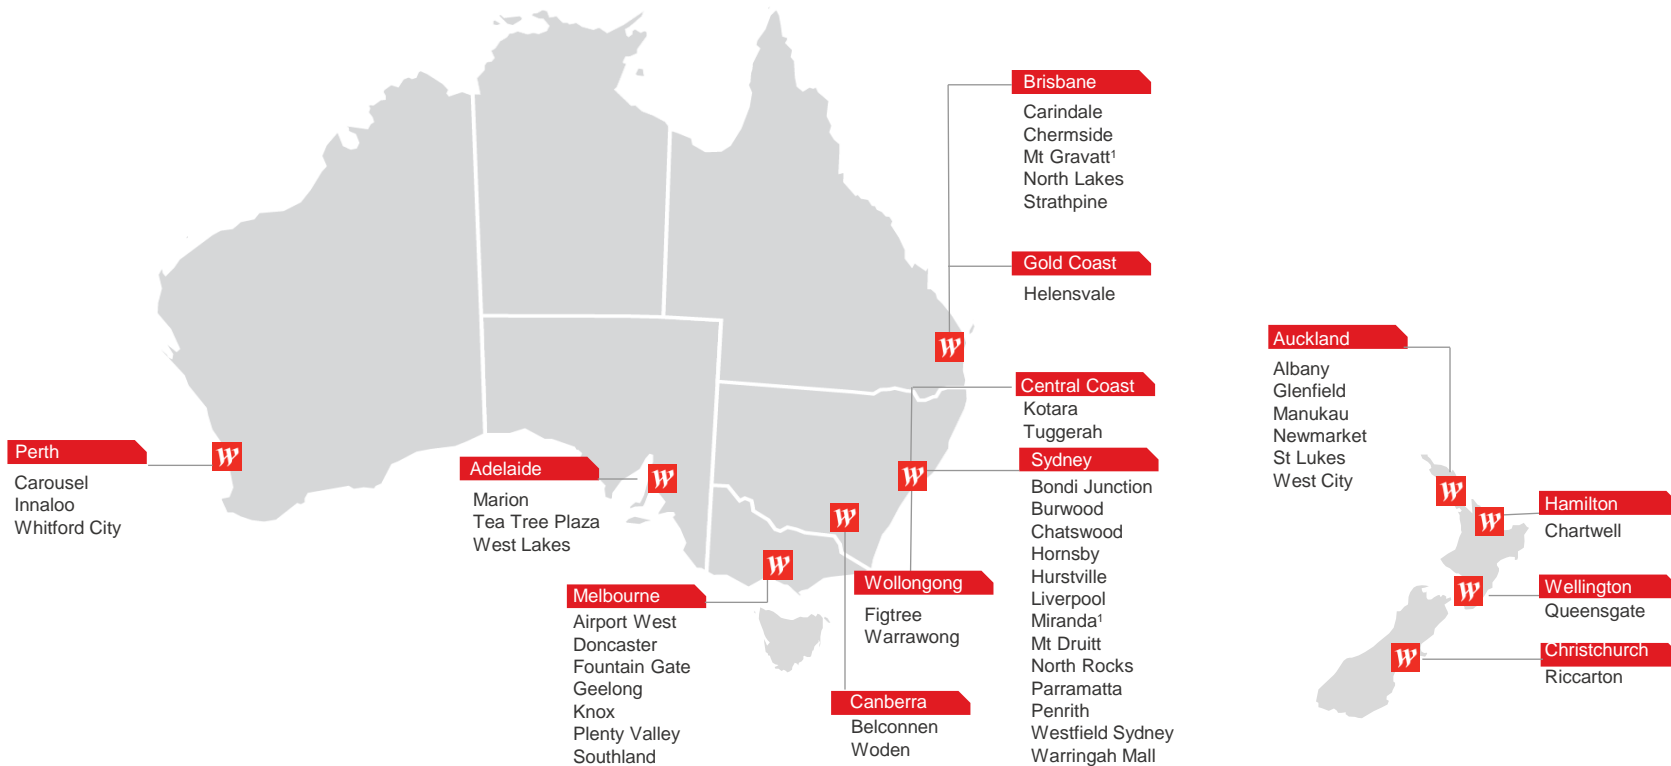 Brisbane
Carindale
Chermside
Mt Gravatt¹
North Lakes
Strathpine
Gold Coast
Helensvale
Central Coast
Kotara
Tuggerah
Sydney
Bondi Junction
Burwood
Chatswood
Hornsby
Hurstville
Liverpool
Miranda¹
Mt Druitt
North Rocks
Parramatta
Penrith
Westfield Sydney
Warringah Mall
Perth
Carousel
Innaloo
Whitford City
Adelaide
Marion
Tea Tree Plaza
West Lakes
Melbourne
Airport West
Doncaster
Fountain Gate
Geelong
Knox
Plenty Valley
Southland
Wollongong
Figtree
Warrawong
Canberra
Belconnen
Woden
Auckland
Albany
Glenfield
Manukau
Newmarket
St Lukes
West City
Hamilton
Chartwell
Wellington
Queensgate
Christchurch
Riccarton
W
W
W
W
W
W
W
W
W
W